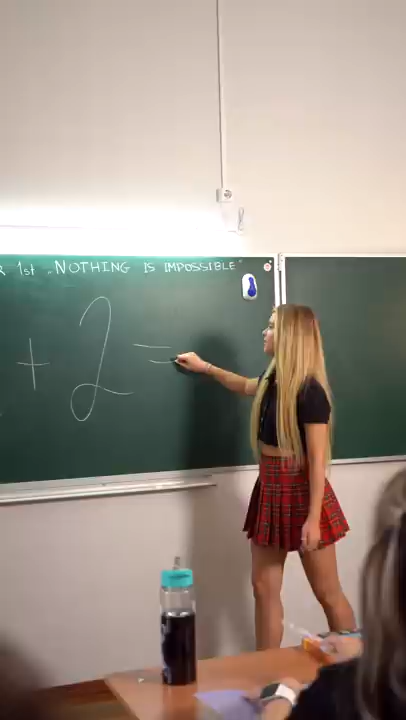 1st „NOTHING IS IMPOSSIBLE"
+ 2 =